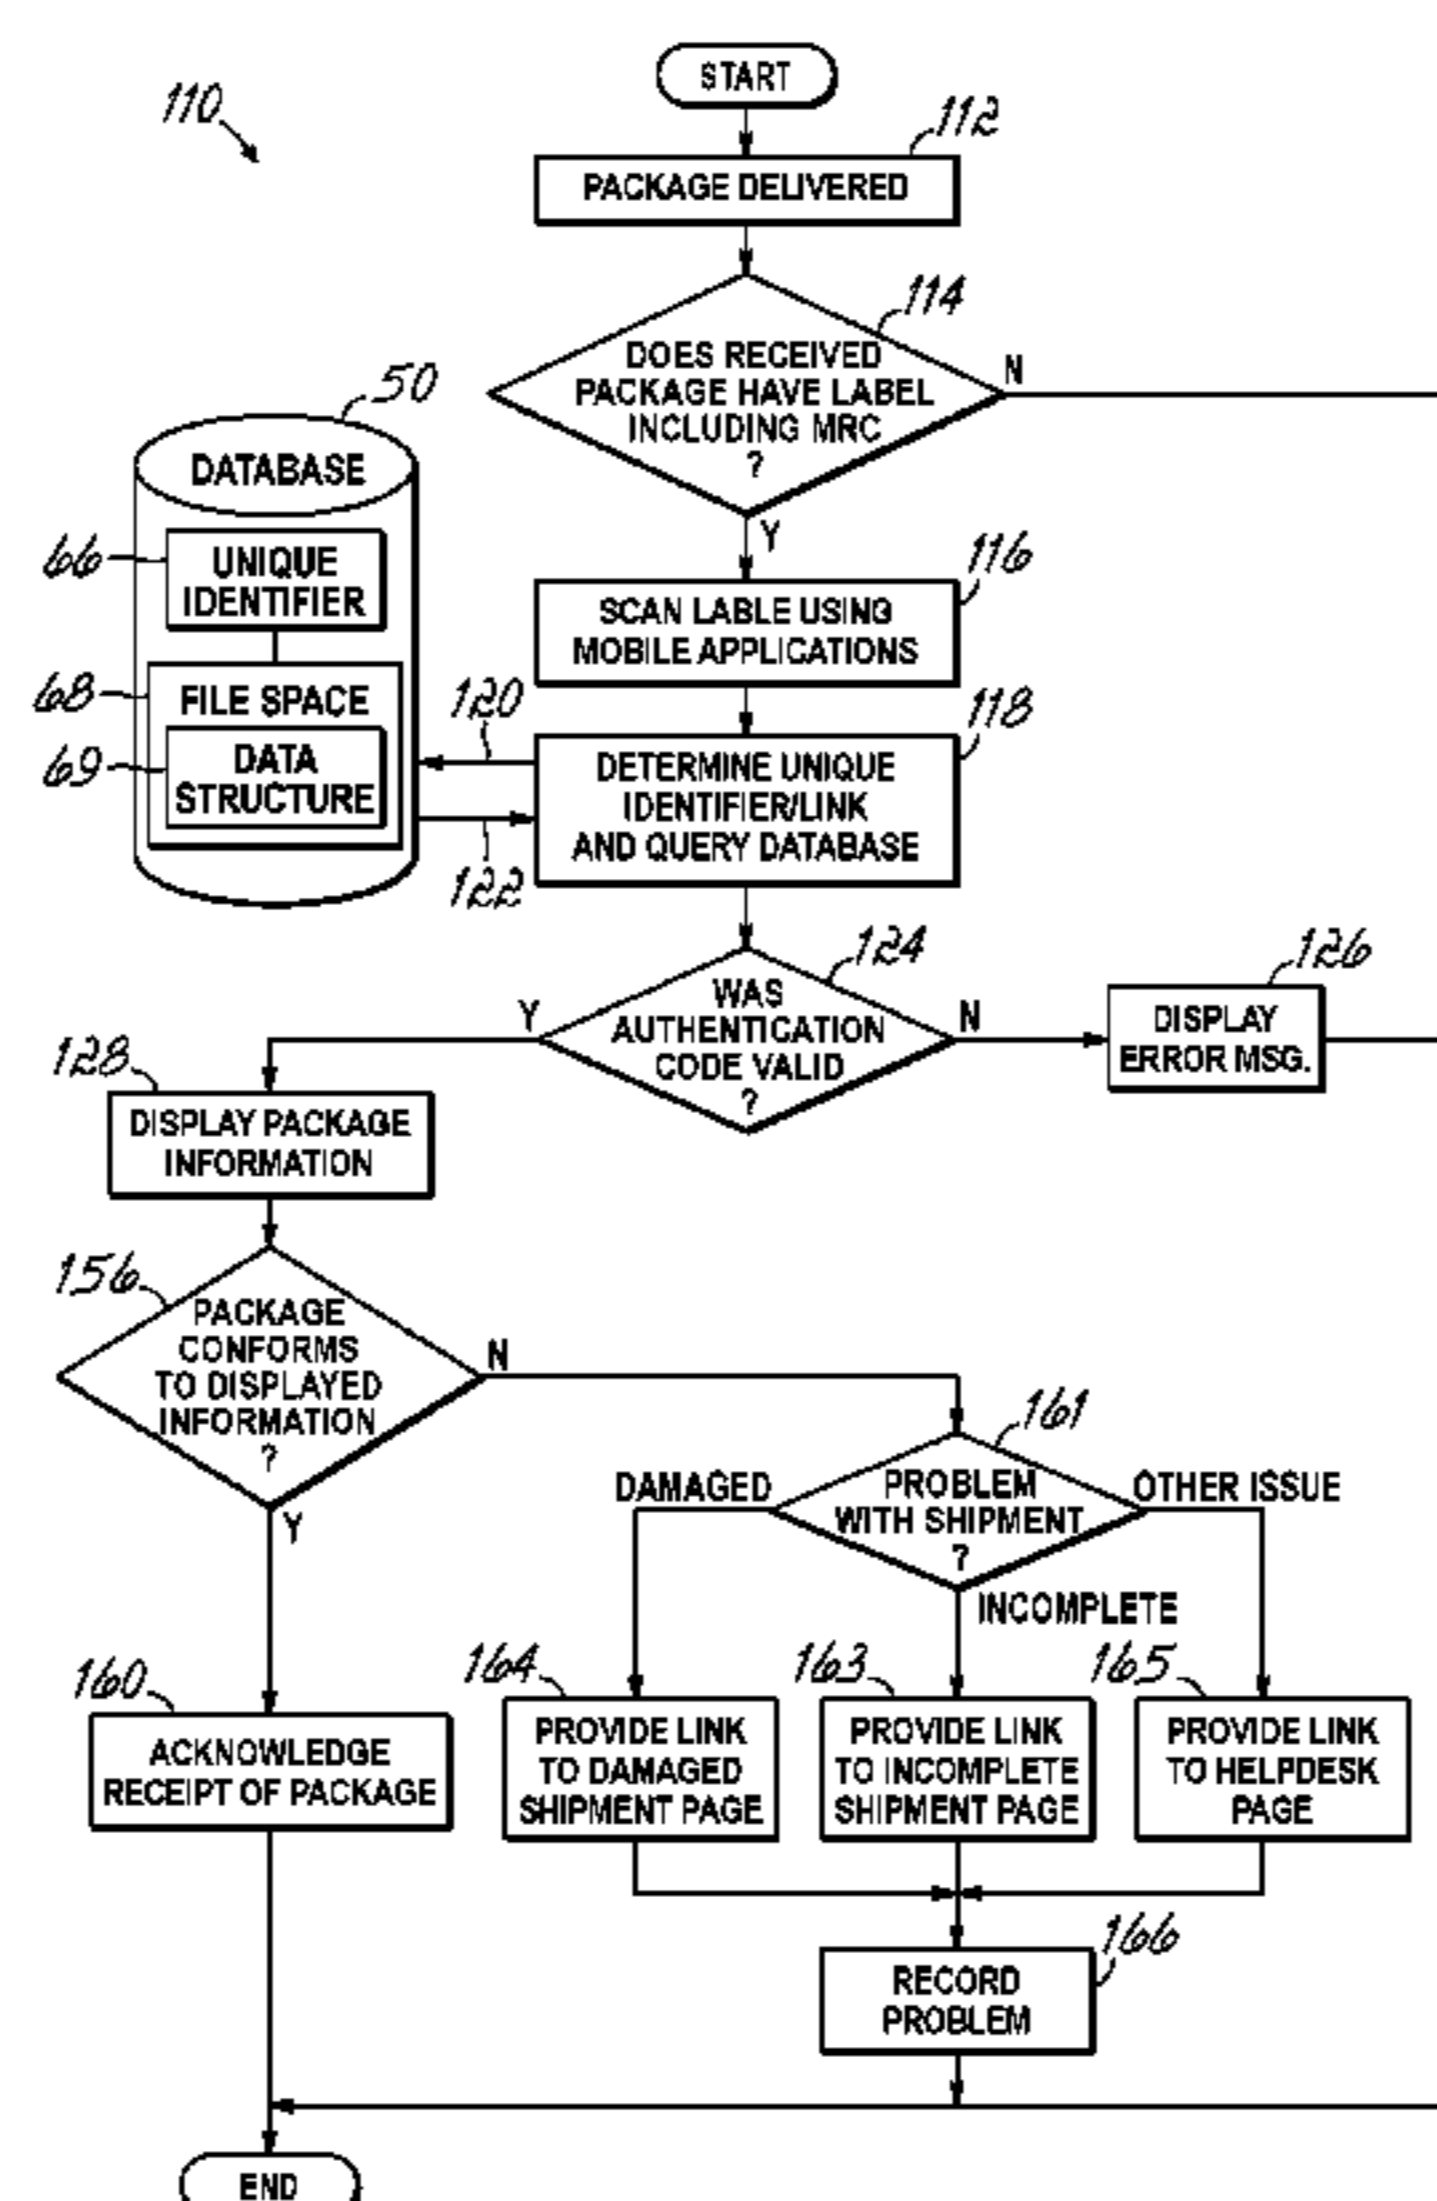 110
START
112
PACKAGE DELIVERED
114
DOES RECEIVED
PACKAGE HAVE LABEL
INCLUDING MRC
?
N
Y
50
DATABASE
66
UNIQUE
IDENTIFIER
68
FILE SPACE
69
DATA
STRUCTURE
116
SCAN LABLE USING
MOBILE APPLICATIONS
120
122
118
DETERMINE UNIQUE
IDENTIFIER/LINK
AND QUERY DATABASE
124
WAS
AUTHENTICATION
CODE VALID
?
Y
N
126
DISPLAY
ERROR MSG.
128
DISPLAY PACKAGE
INFORMATION
156
PACKAGE
CONFORMS
TO DISPLAYED
INFORMATION
?
N
Y
161
PROBLEM
WITH SHIPMENT
?
DAMAGED
OTHER ISSUE
INCOMPLETE
160
ACKNOWLEDGE
RECEIPT OF PACKAGE
164
PROVIDE LINK
TO DAMAGED
SHIPMENT PAGE
163
PROVIDE LINK
TO INCOMPLETE
SHIPMENT PAGE
165
PROVIDE LINK
TO HELPDESK
PAGE
166
RECORD
PROBLEM
END